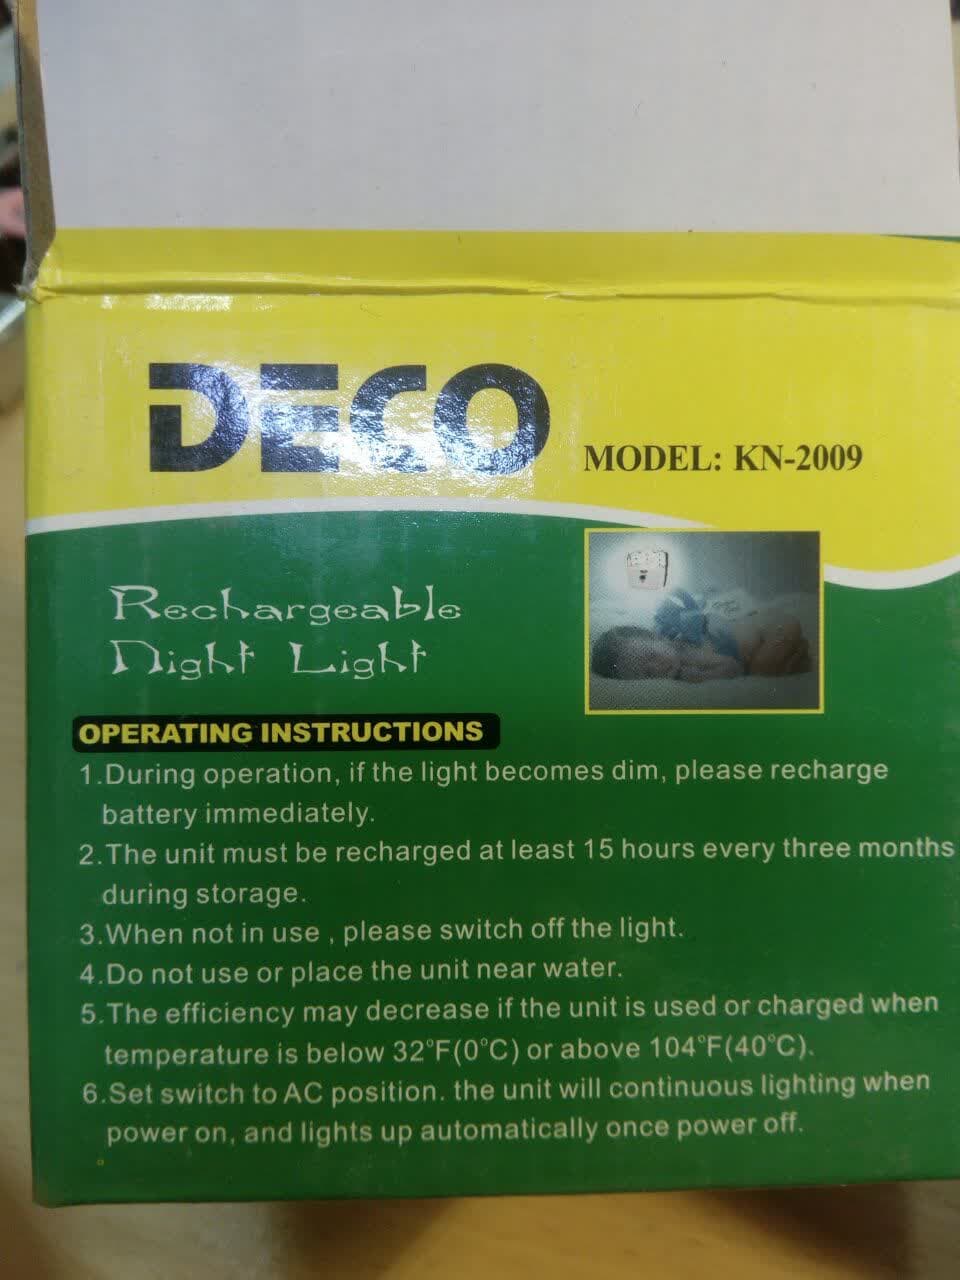 DECO
MODEL: KN-2009
Rechargeable
Night Light
OPERATING INSTRUCTIONS
1.During operation, if the light becomes dim, please recharge
battery immediately.
2.The unit must be recharged at least 15 hours every three months
during storage.
3.When not in use , please switch off the light.
4.Do not use or place the unit near water.
5.The efficiency may decrease if the unit is used or charged when
temperature is below 32°F(0°C) or above 104°F(40°C).
6.Set switch to AC position. the unit will continuous lighting when
power on, and lights up automatically once power off.